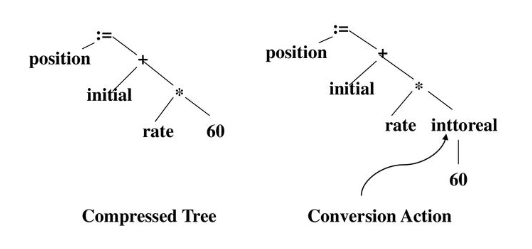 := :=
position position
+ +
initial initial
* *
rate 60 rate inttoreal
60
Compressed Tree Conversion Action